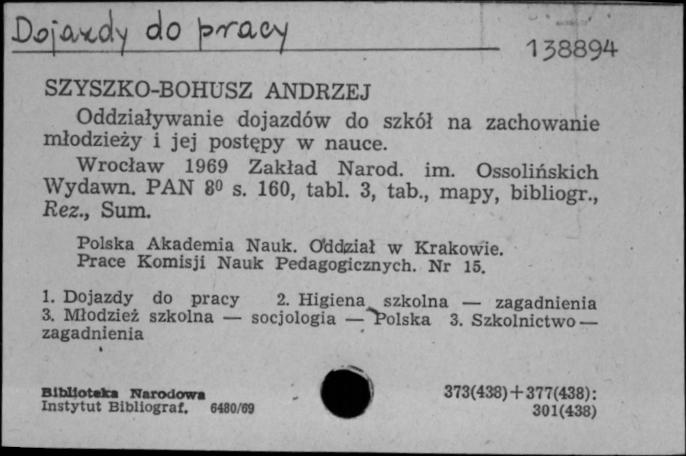 Dojazdy do pracy
138894
SZYSZKO-BOHUSZ ANDRZEJ
Oddziaływanie dojazdów do szkół na zachowanie
młodzieży i jej postępy w nauce.
Wrocław 1969 Zakład Narod. im. Ossolińskich
Wydawn. PAN 8⁰ s. 160, tabl. 3, tab., mapy, bibliogr.,
Rez., Sum.
Polska Akademia Nauk. Oddział w Krakowie.
Prace Komisji Nauk Pedagogicznych. Nr 15.
1. Dojazdy do pracy 2. Higiena szkolna — zagadnienia
3. Młodzież szkolna — socjologia — Polska 3. Szkolnictwo —
zagadnienia
Biblioteka Narodowa
Instytut Bibliograf. 6480/69
373(438)+377(438):
301(438)